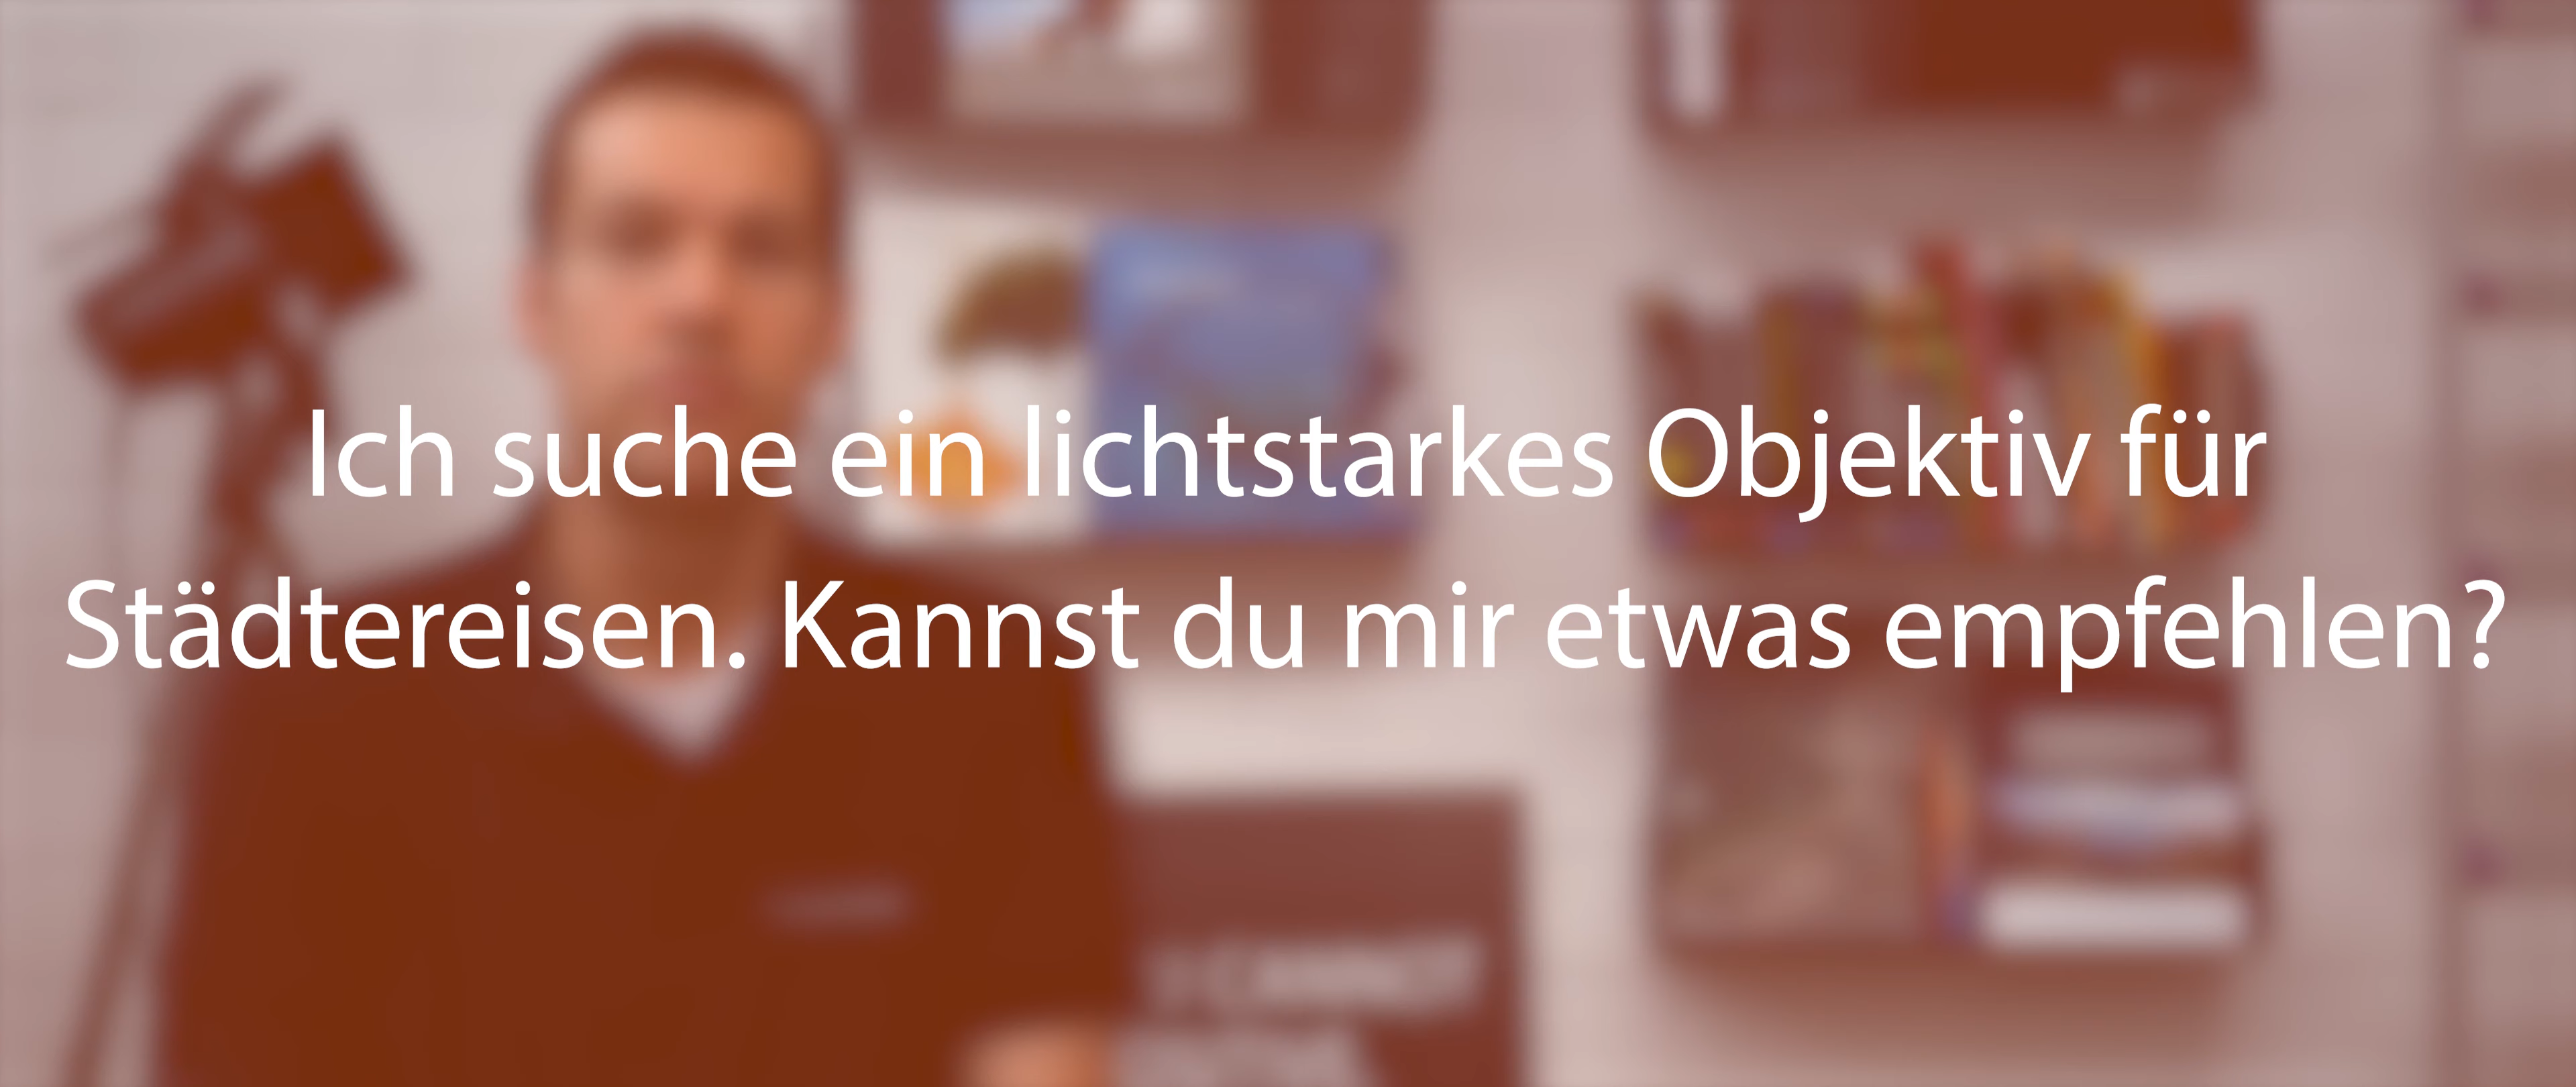 Ich suche ein lichtstarkes Objektiv für
Städtereisen. Kannst du mir etwas empfehlen?